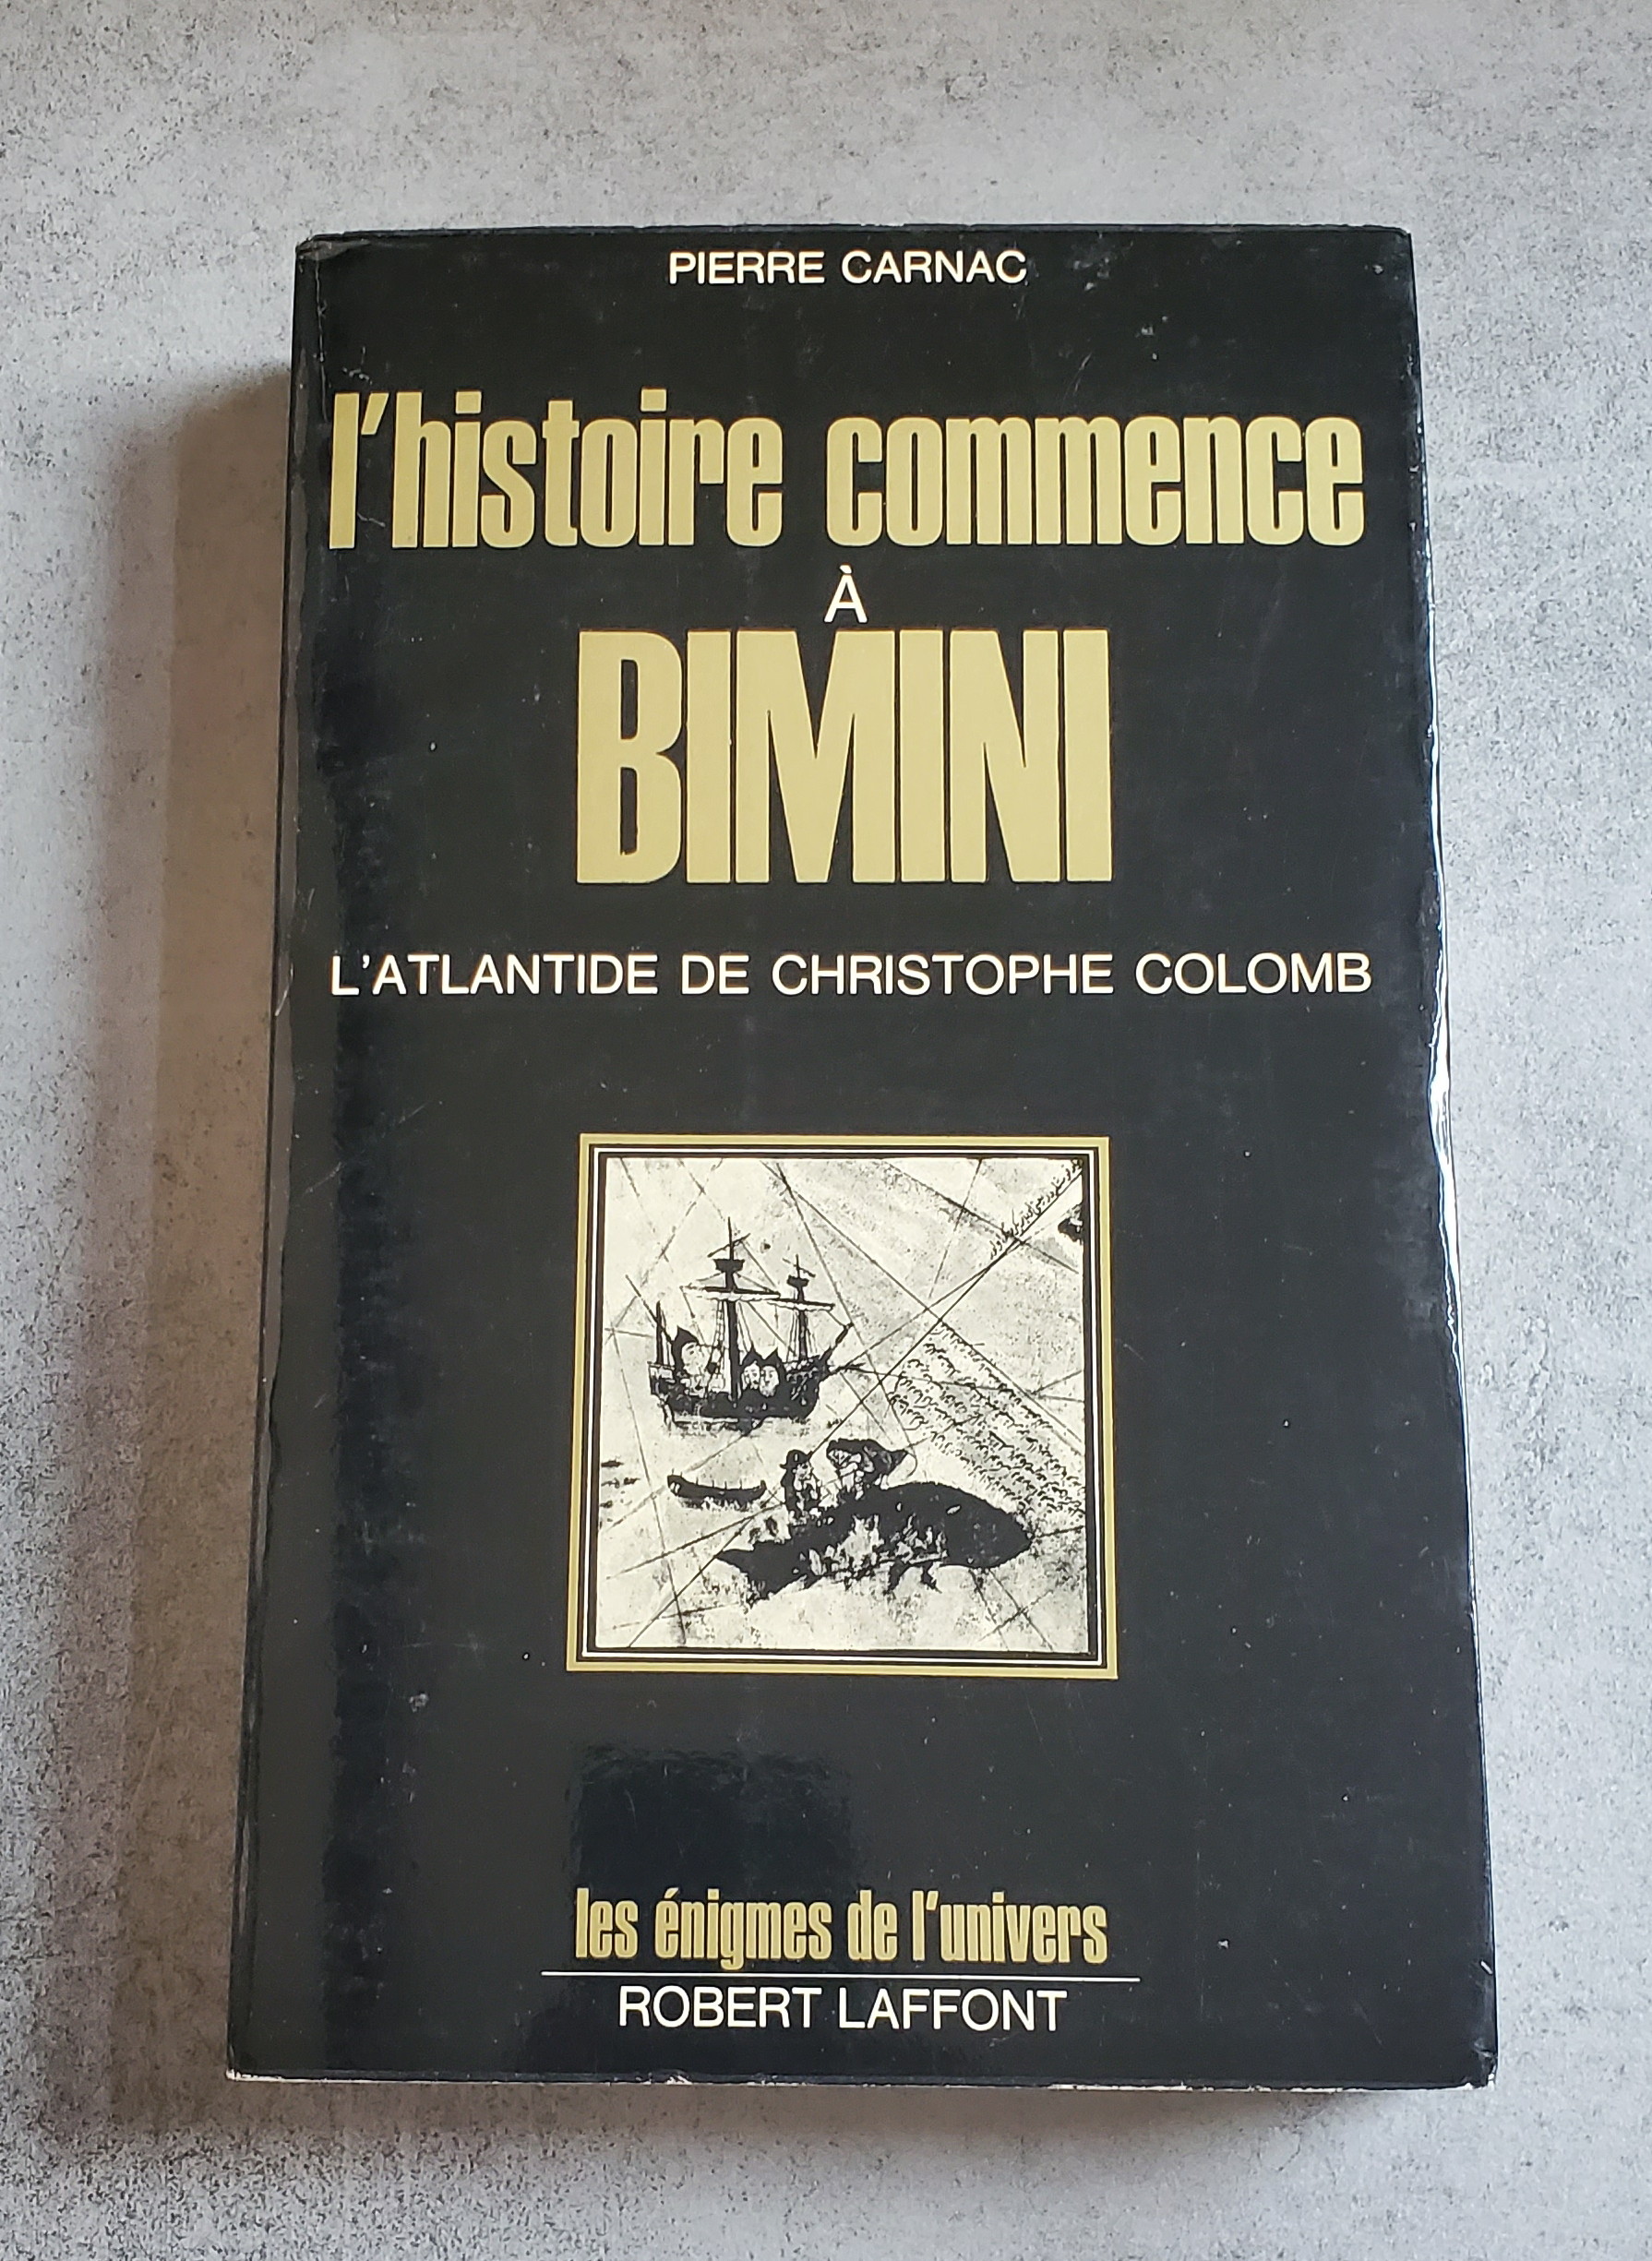 PIERRE CARNAC
l'histoire commence
À
BIMINI
L'ATLANTIDE DE CHRISTOPHE COLOMB
les énigmes de l'univers
ROBERT LAFFONT